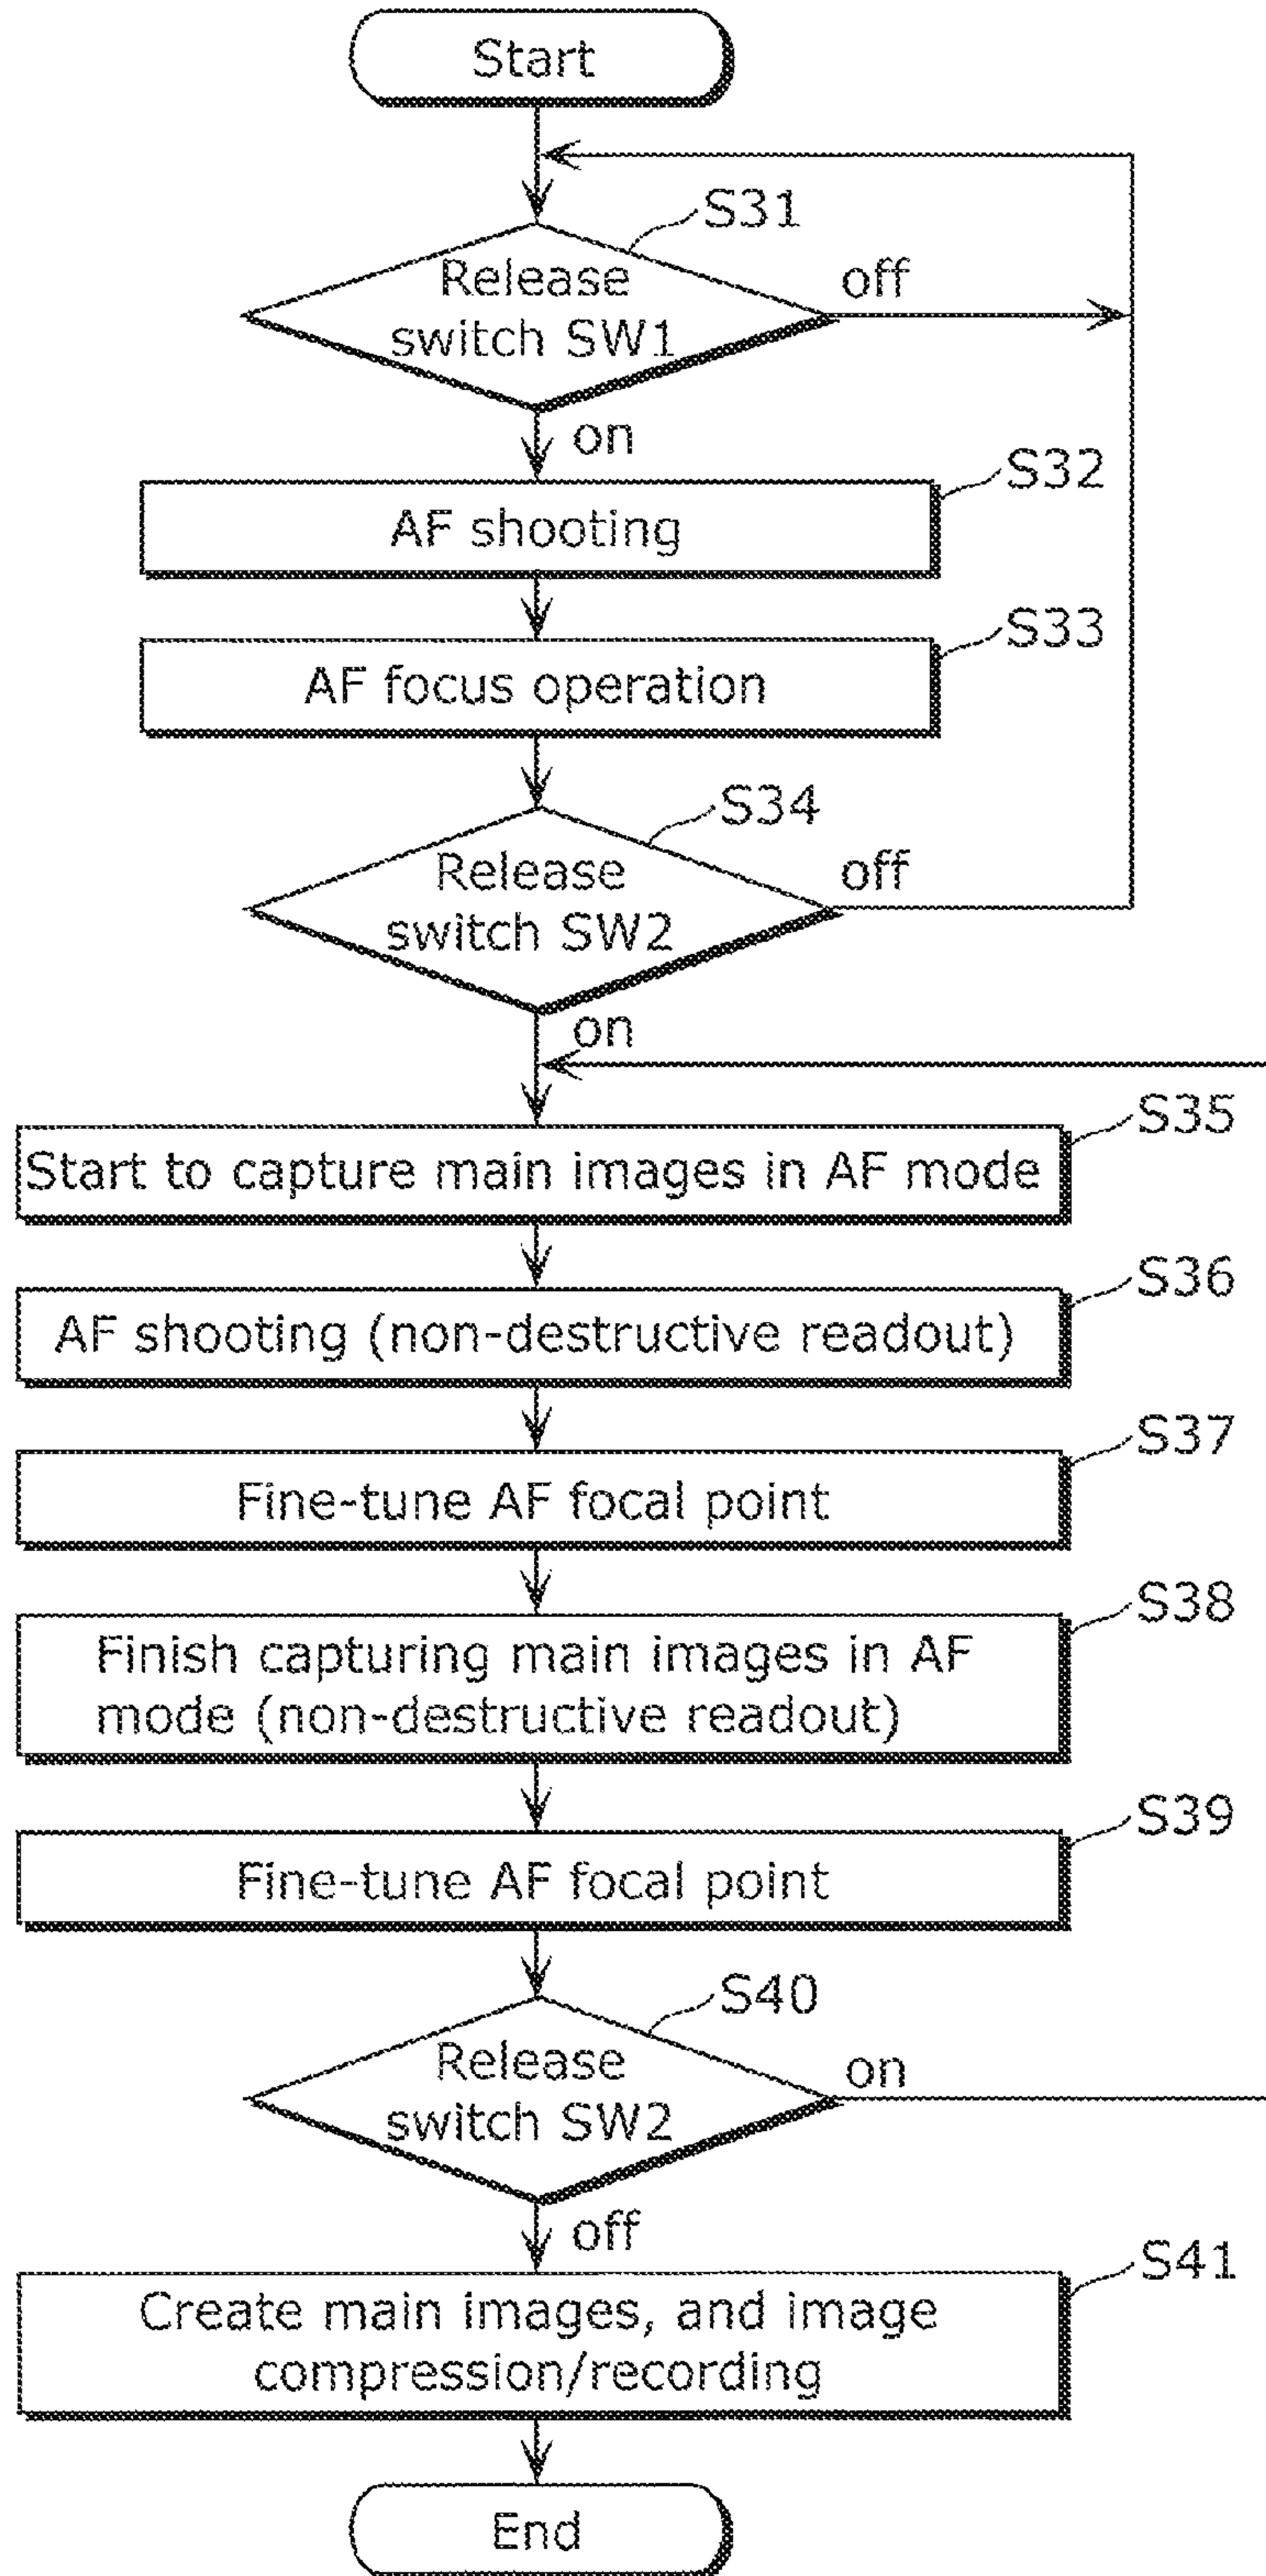 Start
S31
Release
switch SW1
off
on
S32
AF shooting
S33
AF focus operation
S34
Release
switch SW2
off
on
S35
Start to capture main images in AF mode
S36
AF shooting (non-destructive readout)
S37
Fine-tune AF focal point
S38
Finish capturing main images in AF
mode (non-destructive readout)
S39
Fine-tune AF focal point
S40
Release
switch SW2
on
off
S41
Create main images, and image
compression/recording
End